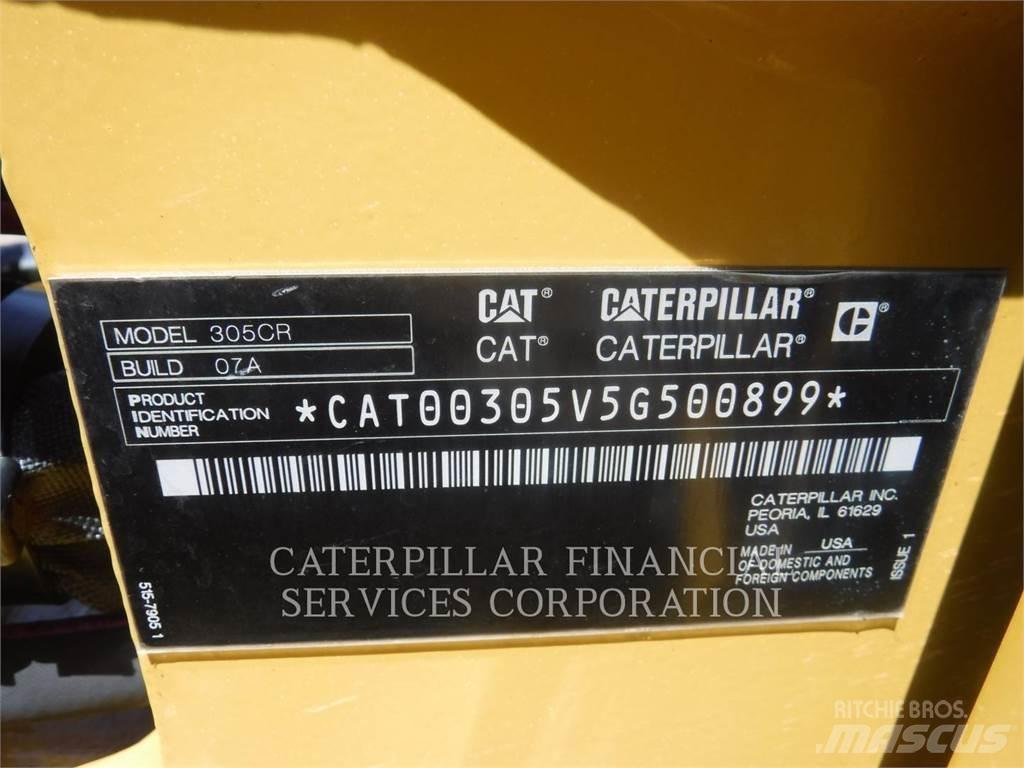 CAT® CATERPILLAR®
CAT® CATERPILLAR®
MODEL 305CR
BUILD 07A
PRODUCT
IDENTIFICATION
NUMBER
*CAT00305V5G500899*
CATERPILLAR INC.
PEORIA, IL 61629
USA
MADE IN USA
OF DOMESTIC AND
FOREIGN COMPONENTS
ISSUE 1
515-7905 1
CATERPILLAR FINANCIAL
SERVICES CORPORATION
RITCHIE BROS.
MASCUS